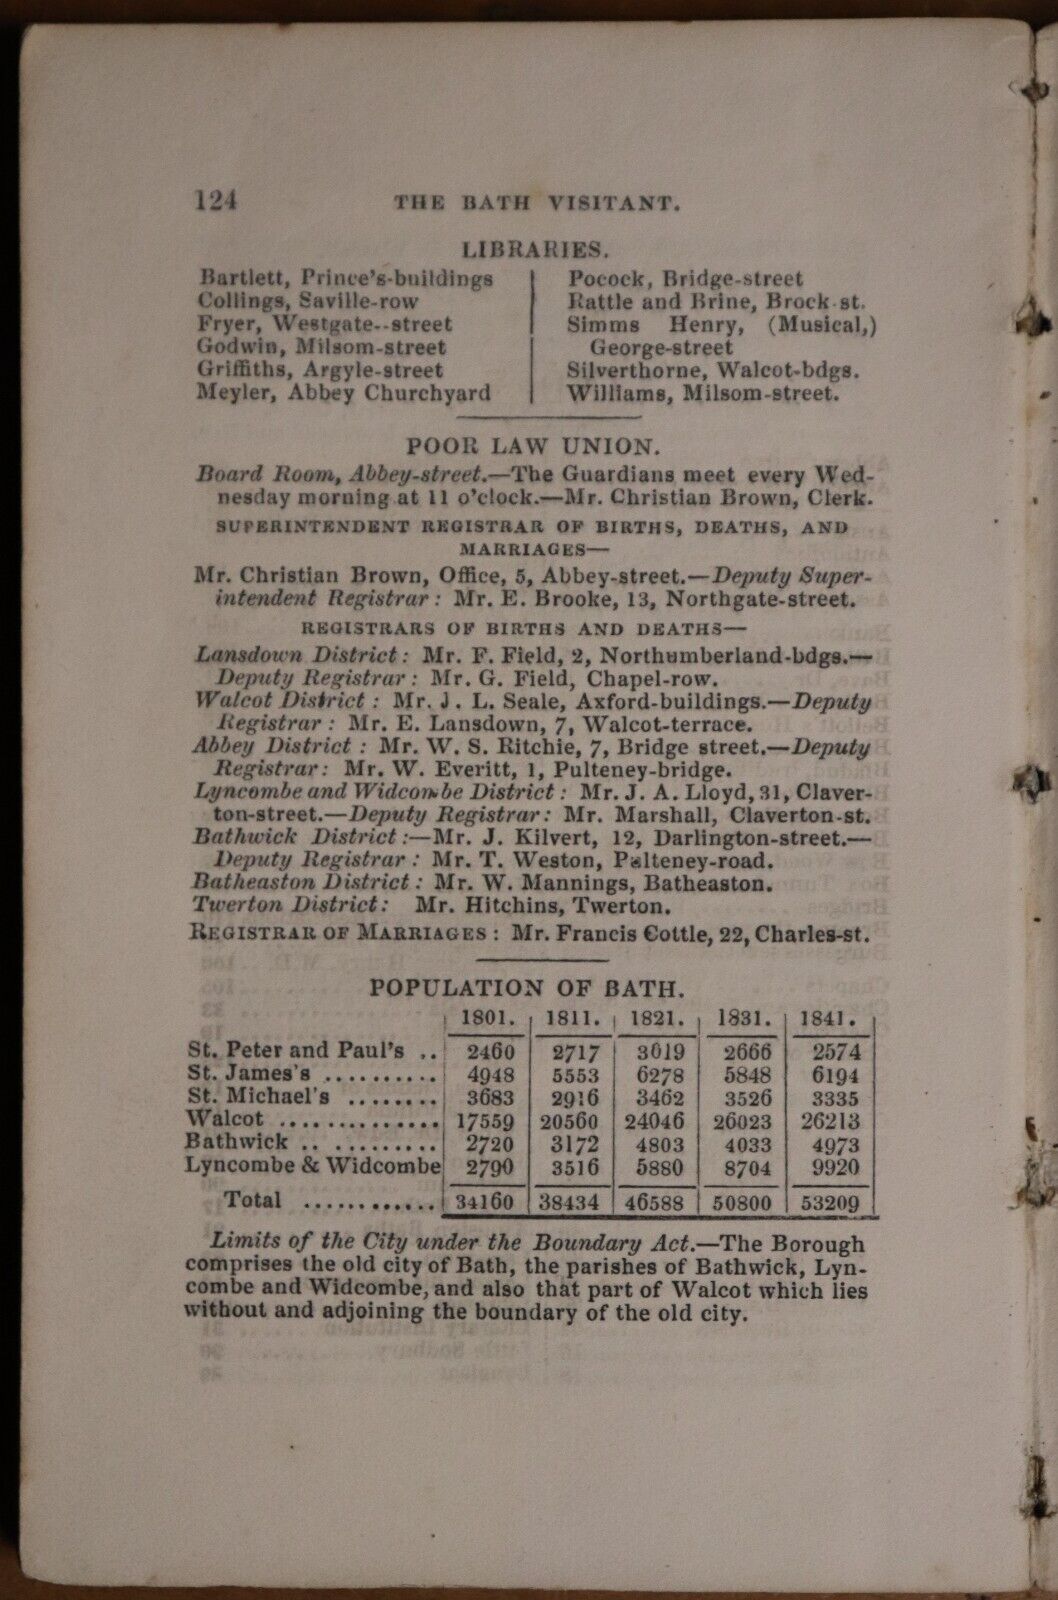 124 THE BATH VISITANT.
LIBRARIES.
Bartlett, Prince's-buildings
Collings, Saville-row
Fryer, Westgate--street
Godwin, Milsom-street
Griffiths, Argyle-street
Meyler, Abbey Churchyard
Pocock, Bridge-street
Rattle and Brine, Brock-st.
Simms Henry, (Musical,)
George-street
Silverthorne, Walcot-bdgs.
Williams, Milsom-street.
POOR LAW UNION.
Board Room, Abbey-street.—The Guardians meet every Wed-
nesday morning at 11 o'clock.—Mr. Christian Brown, Clerk.
SUPERINTENDENT REGISTRAR OF BIRTHS, DEATHS, AND
MARRIAGES—
Mr. Christian Brown, Office, 5, Abbey-street.—Deputy Super-
intendent Registrar: Mr. E. Brooke, 13, Northgate-street.
REGISTRARS OF BIRTHS AND DEATHS—
Lansdown District: Mr. F. Field, 2, Northumberland-bdgs.—
Deputy Registrar: Mr. G. Field, Chapel-row.
Walcot District: Mr. J. L. Seale, Axford-buildings.—Deputy
Registrar: Mr. E. Lansdown, 7, Walcot-terrace.
Abbey District: Mr. W. S. Ritchie, 7, Bridge street.—Deputy
Registrar: Mr. W. Everitt, 1, Pulteney-bridge.
Lyncombe and Widcombe District: Mr. J. A. Lloyd, 31, Claver-
ton-street.—Deputy Registrar: Mr. Marshall, Claverton-st.
Bathwick District:—Mr. J. Kilvert, 12, Darlington-street.—
Deputy Registrar: Mr. T. Weston, Pulteney-road.
Batheaston District: Mr. W. Mannings, Batheaston.
Twerton District: Mr. Hitchins, Twerton.
REGISTRAR OF MARRIAGES: Mr. Francis Cottle, 22, Charles-st.
POPULATION OF BATH.
1801. 1811. 1821. 1831. 1841.
St. Peter and Paul's .. 2460 2717 3019 2666 2574
St. James's .......... 4948 5553 6278 5848 6194
St. Michael's ........ 3683 2916 3462 3526 3335
Walcot .............. 17559 20560 24046 26023 26213
Bathwick .. ......... 2720 3172 4803 4033 4973
Lyncombe & Widcombe 2790 3516 5880 8704 9920
Total ............ 34160 38434 46588 50800 53209
Limits of the City under the Boundary Act.—The Borough
comprises the old city of Bath, the parishes of Bathwick, Lyn-
combe and Widcombe, and also that part of Walcot which lies
without and adjoining the boundary of the old city.